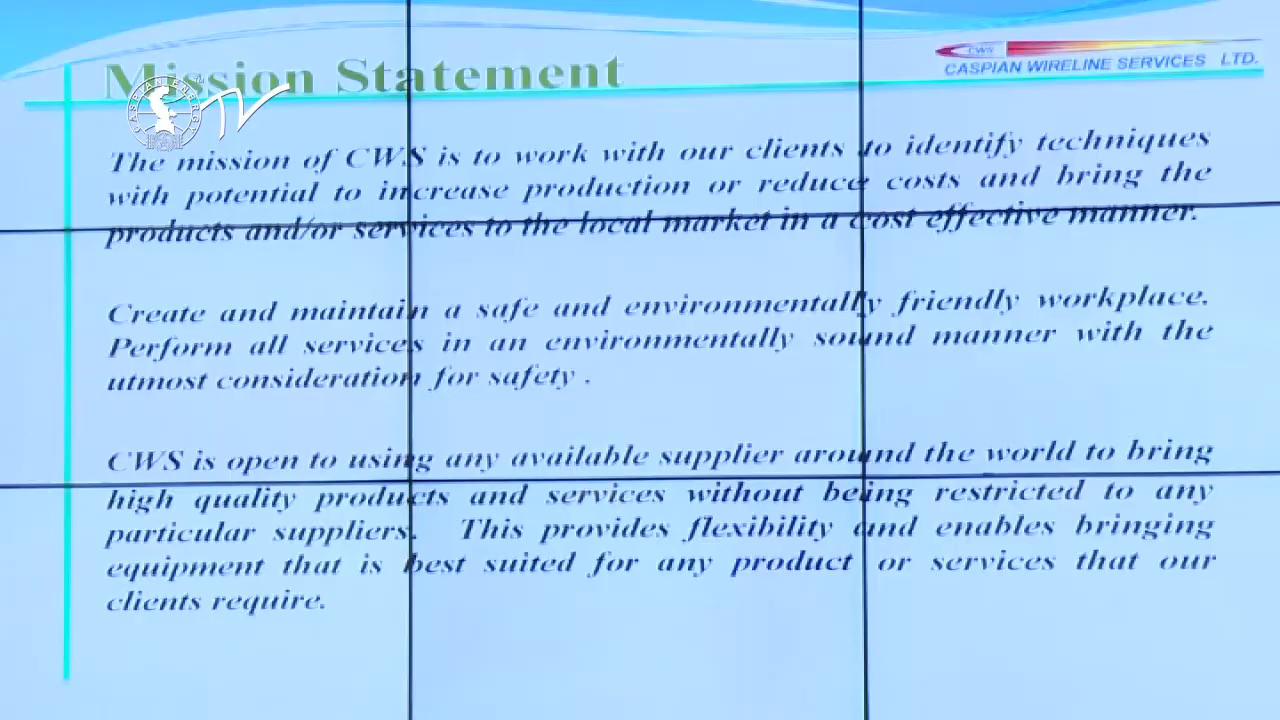 Mission Statement
CWS
CASPIAN WIRELINE SERVICES LTD.
CASPIAN ENERGY
TV
The mission of CWS is to work with our clients to identify techniques
with potential to increase production or reduce costs and bring the
products and/or services to the local market in a cost effective manner.
Create and maintain a safe and environmentally friendly workplace.
Perform all services in an environmentally sound manner with the
utmost consideration for safety .
CWS is open to using any available supplier around the world to bring
high quality products and services without being restricted to any
particular suppliers. This provides flexibility and enables bringing
equipment that is best suited for any product or services that our
clients require.